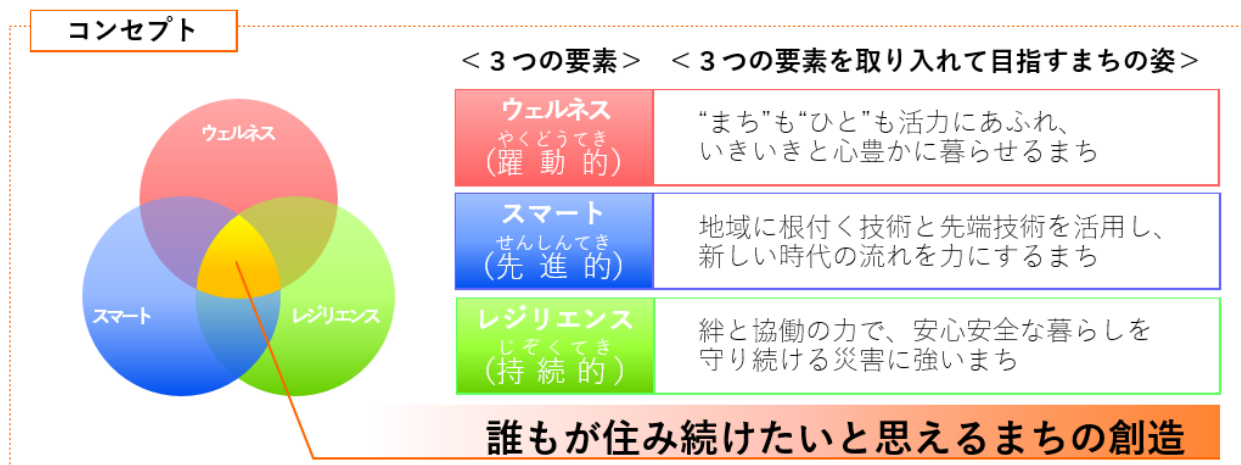 コンセプト
＜３つの要素＞
＜３つの要素を取り入れて目指すまちの姿＞
ウェルネス
スマート
レジリエンス
ウェルネス
やくどうてき
(躍動的)
“まち”も“ひと”も活力にあふれ、
いきいきと心豊かに暮らせるまち
スマート
せんしんてき
(先進的)
地域に根付く技術と先端技術を活用し、
新しい時代の流れを力にするまち
レジリエンス
じぞくてき
(持続的)
絆と協働の力で、安心安全な暮らしを
守り続ける災害に強いまち
誰もが住み続けたいと思えるまちの創造